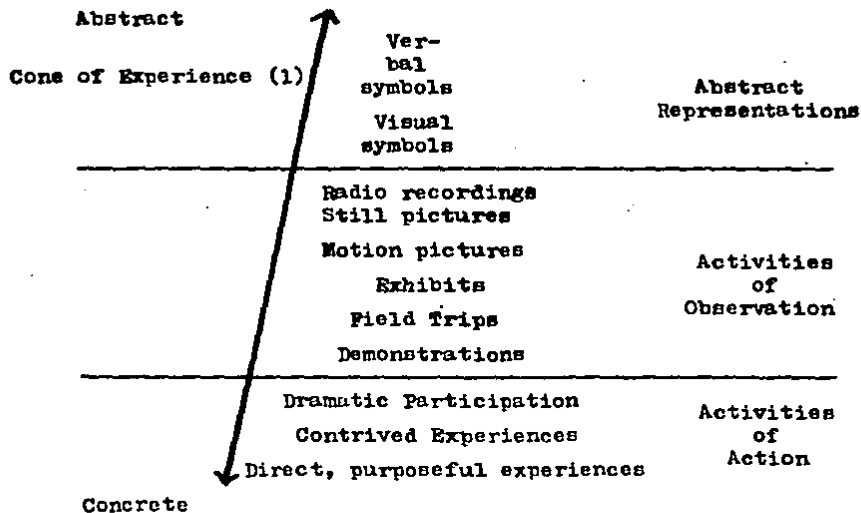 Abstract
Cone of Experience (1)
Ver-
bal
symbols
Visual
symbols
Abstract
Representations
Radio recordings
Still pictures
Motion pictures
Exhibits
Field Trips
Demonstrations
Activities
of
Observation
Dramatic Participation
Contrived Experiences
Direct, purposeful experiences
Activities
of
Action
Concrete